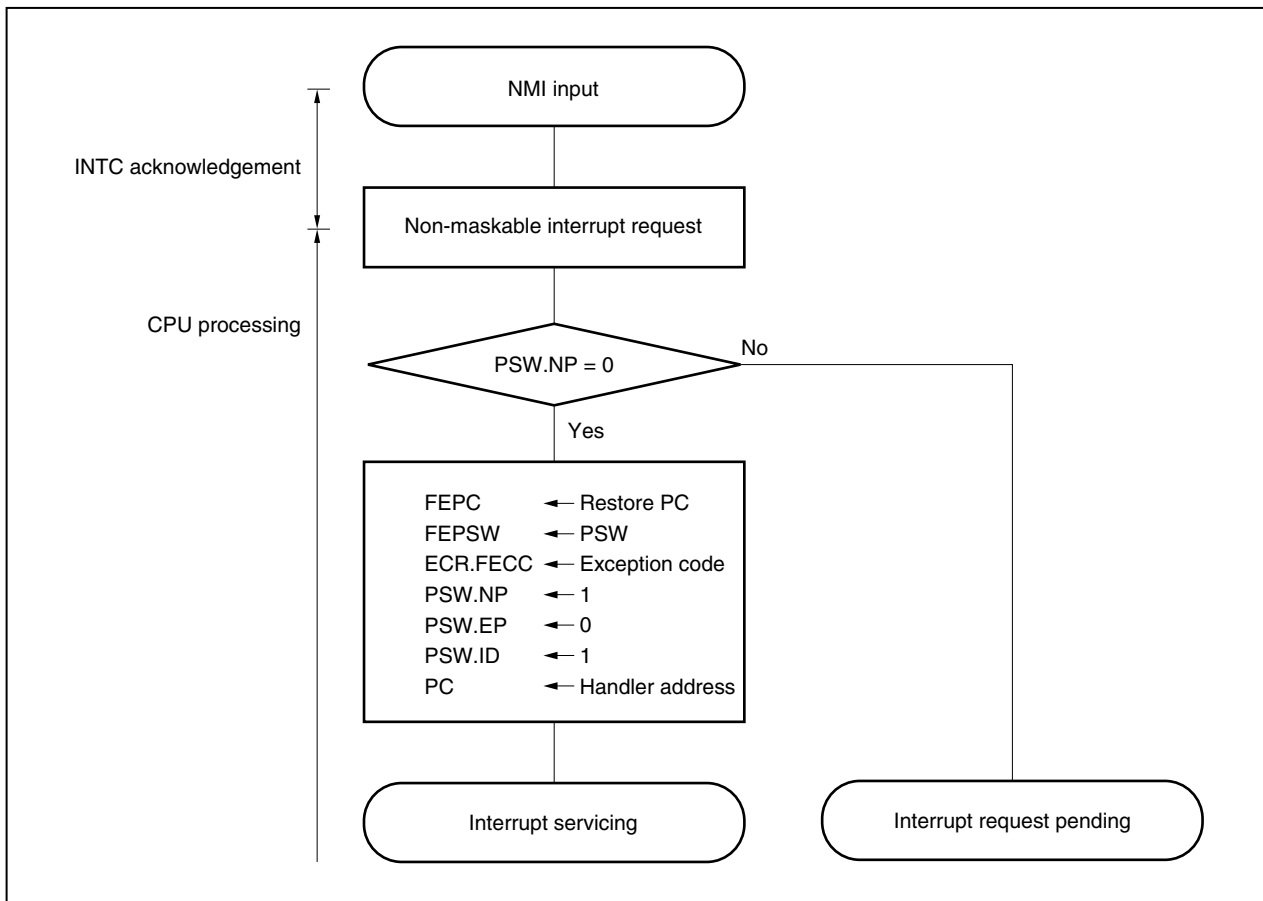 NMI input
INTC acknowledgement
Non-maskable interrupt request
CPU processing
PSW.NP = 0
No
Yes
FEPC ← Restore PC
FEPSW ← PSW
ECR.FECC ← Exception code
PSW.NP ← 1
PSW.EP ← 0
PSW.ID ← 1
PC ← Handler address
Interrupt servicing
Interrupt request pending